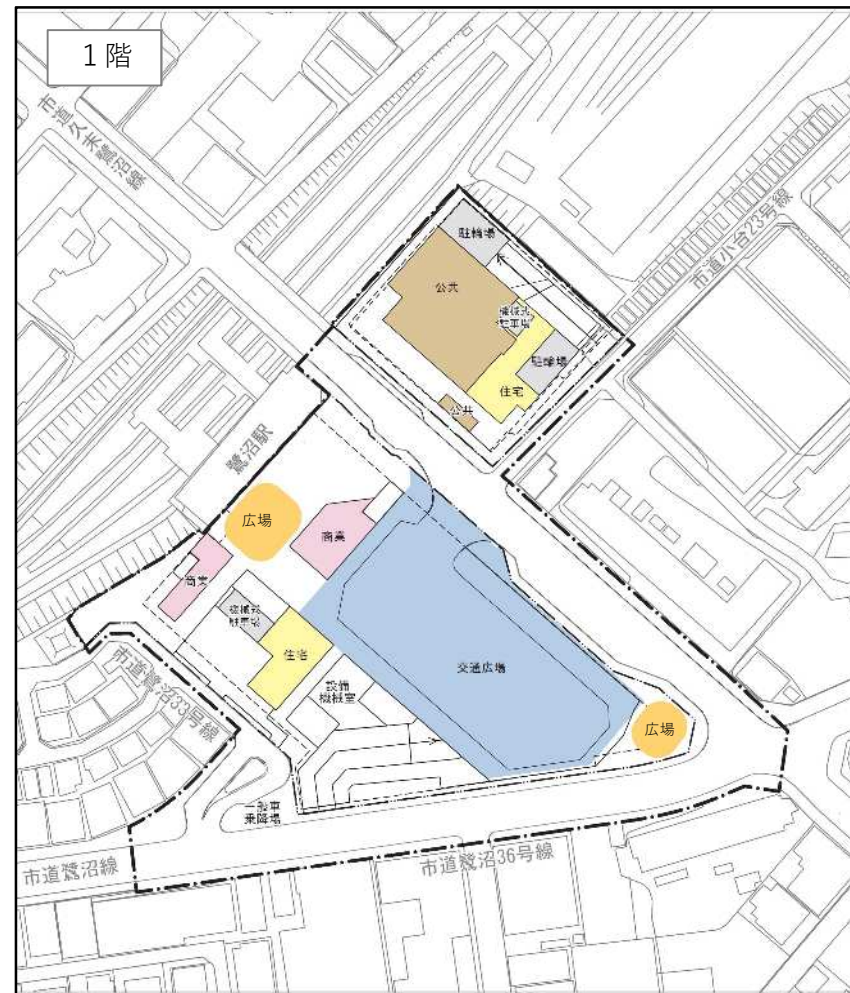 1階
市道久末鷺沼線
市道小台23号線
駐輪場
公共
機械式
駐車場
駐輪場
住宅
公共
鷺沼駅
広場
商業
商業
機械式
駐車場
住宅
設備
機械室
交通広場
広場
市道鷺沼33号線
一般車
乗降場
市道鷺沼線
市道鷺沼36号線